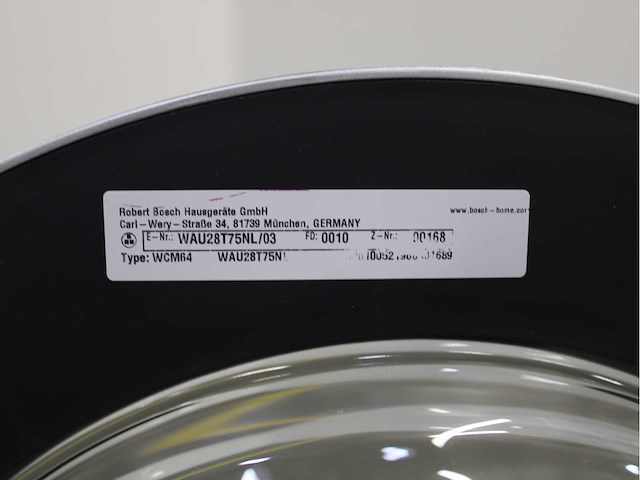 Robert Bosch Hausgeräte GmbH
www.bosch-home.com
Carl-Wery-Straße 34, 81739 München, GERMANY
E-Nr.: WAU28T75NL/03 FD: 0010 Z-Nr.: 00168
Type: WCM64 WAU28T75NL